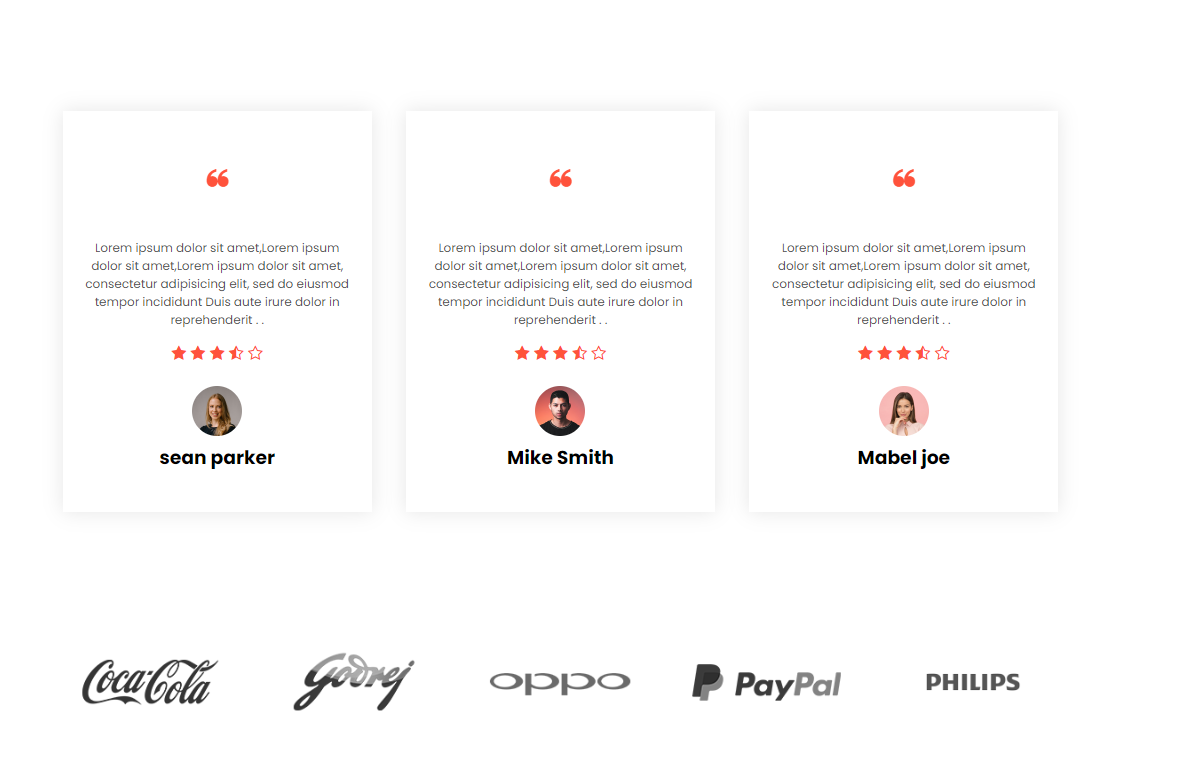 Lorem ipsum dolor sit amet,Lorem ipsum
dolor sit amet,Lorem ipsum dolor sit amet,
consectetur adipisicing elit, sed do eiusmod
tempor incididunt Duis aute irure dolor in
reprehenderit . .
sean parker
Lorem ipsum dolor sit amet,Lorem ipsum
dolor sit amet,Lorem ipsum dolor sit amet,
consectetur adipisicing elit, sed do eiusmod
tempor incididunt Duis aute irure dolor in
reprehenderit . .
Mike Smith
Lorem ipsum dolor sit amet,Lorem ipsum
dolor sit amet,Lorem ipsum dolor sit amet,
consectetur adipisicing elit, sed do eiusmod
tempor incididunt Duis aute irure dolor in
reprehenderit . .
Mabel joe
Coca-Cola
Godrej
oppo
PayPal
PHILIPS